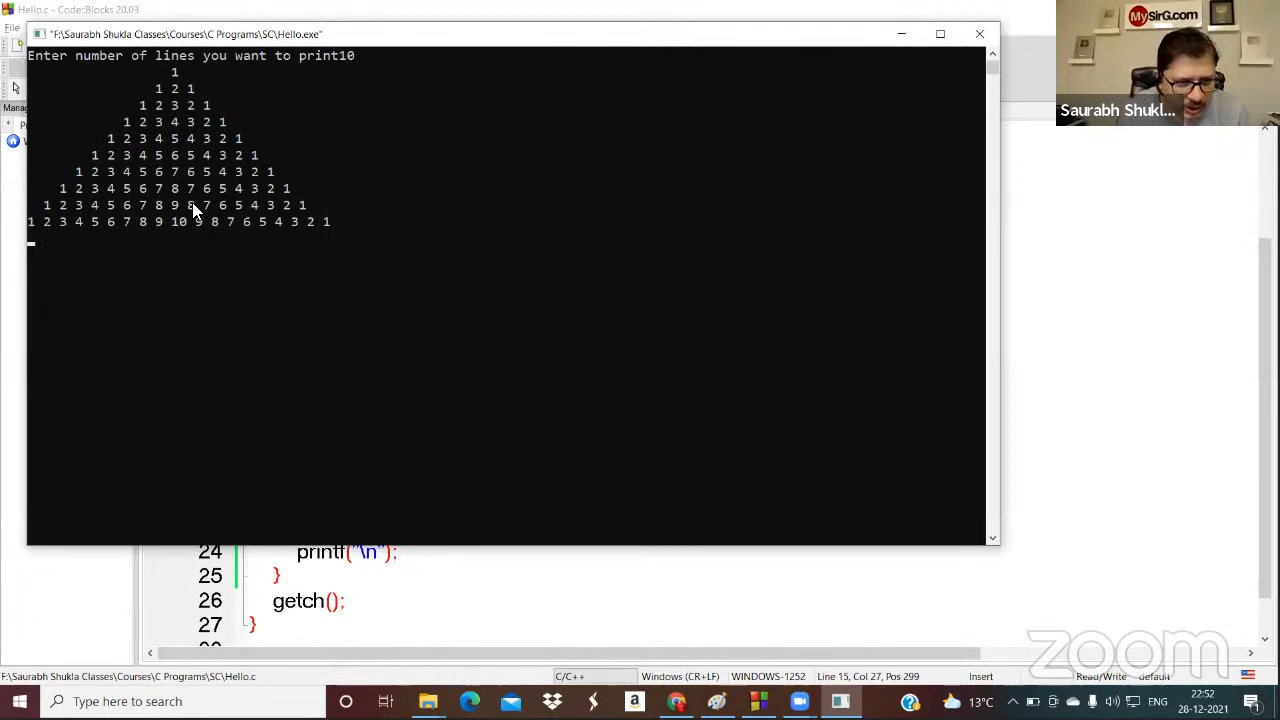 Hello.c - Code::Blocks 20.03
File
"F:\Saurabh Shukla Classes\Courses\C Programs\SC\Hello.exe"
MySirG.com
Saurabh Shukl...
Enter number of lines you want to print10
1
1 2 1
1 2 3 2 1
1 2 3 4 3 2 1
1 2 3 4 5 4 3 2 1
1 2 3 4 5 6 5 4 3 2 1
1 2 3 4 5 6 7 6 5 4 3 2 1
1 2 3 4 5 6 7 8 7 6 5 4 3 2 1
1 2 3 4 5 6 7 8 9 8 7 6 5 4 3 2 1
1 2 3 4 5 6 7 8 9 10 9 8 7 6 5 4 3 2 1
Manag
24 printf("\n");
25 }
26 getch();
27 }
zoom
F:\Saurabh Shukla Classes\Courses\C Programs\SC\Hello.c C/C++ Windows (CR+LF) WINDOWS-1252 Line 15, Col 27, Pos 299 Insert Read/Write default
Type here to search 13°C ENG 22:52
28-12-2021